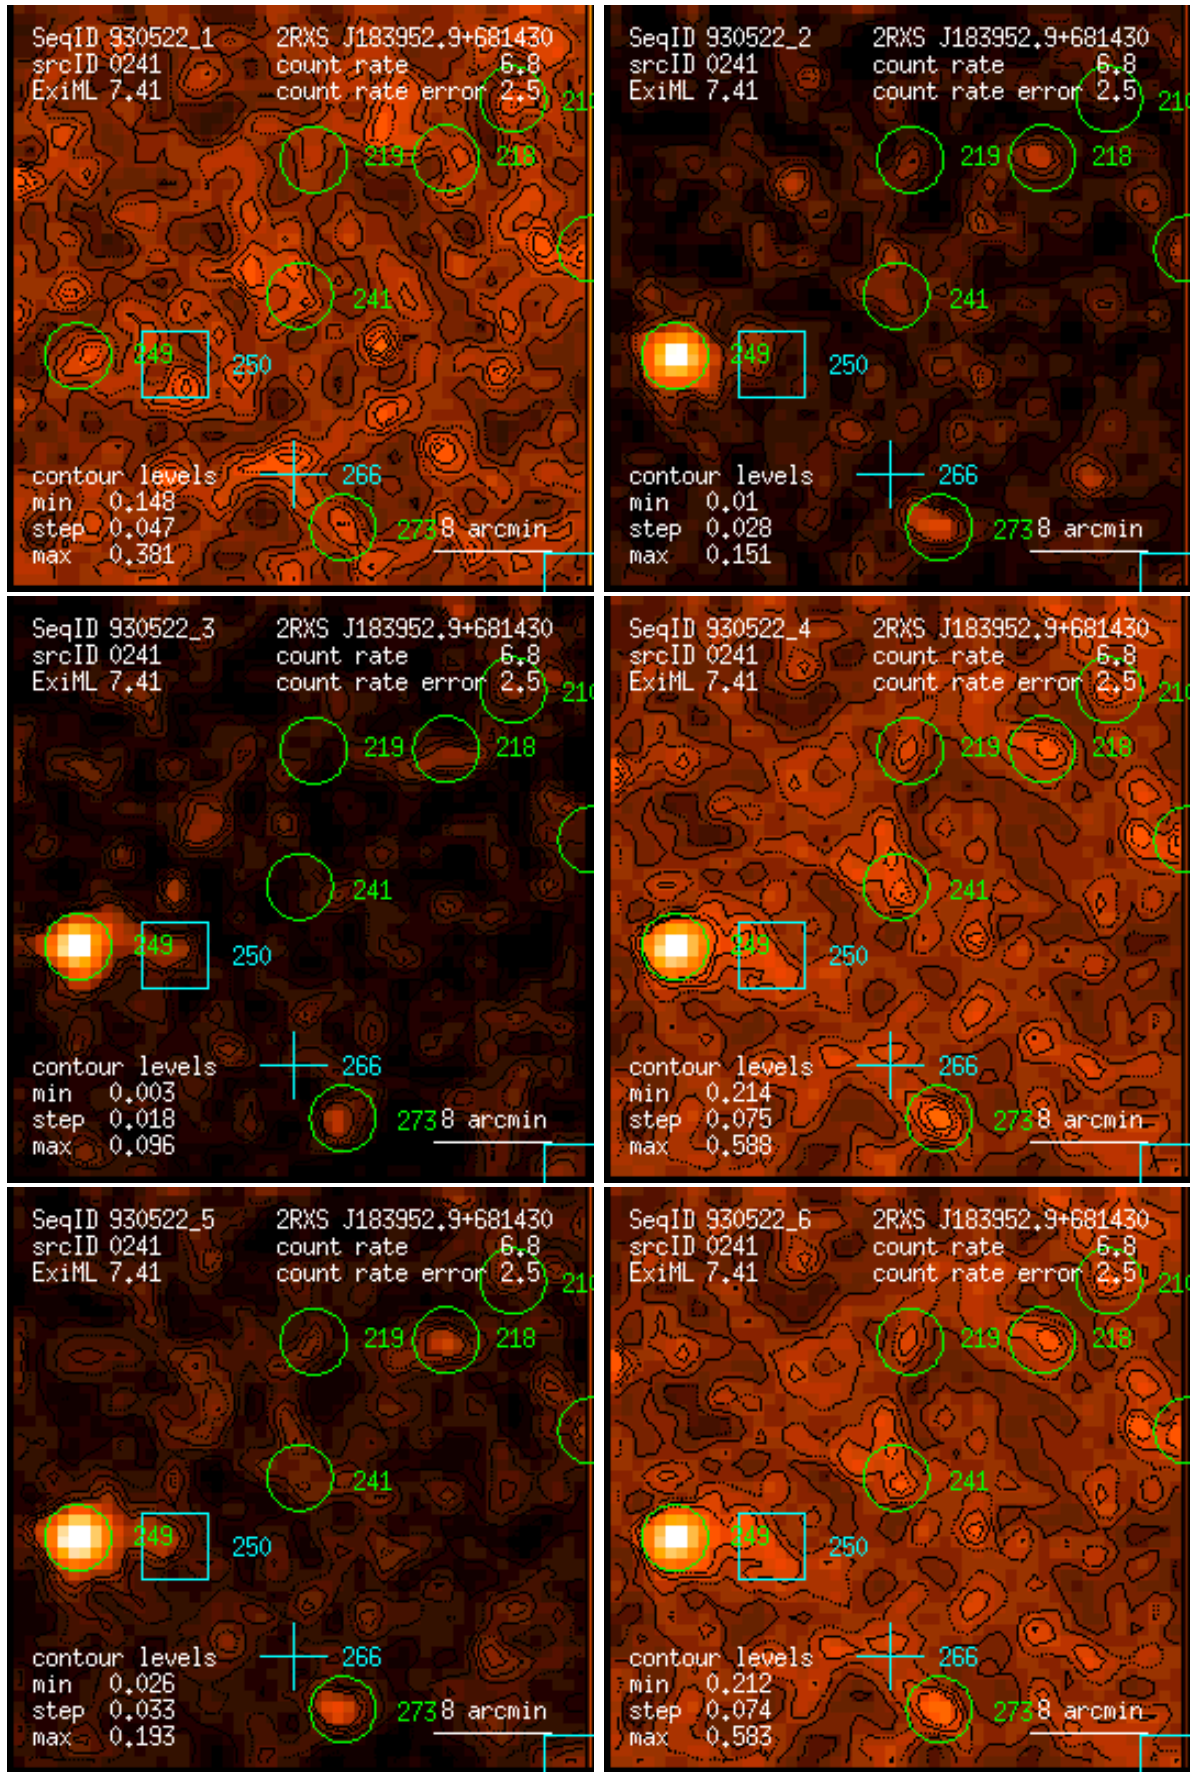 SeqID 930522_1 2RXS J183952.9+681430
srcID 0241 count rate 6.8
ExiML 7.41 count rate error 2.5
210
219 218
241
249 250
contour levels 266
min 0.148
step 0.047 273 8 arcmin
max 0.381
SeqID 930522_2 2RXS J183952.9+681430
srcID 0241 count rate 6.8
ExiML 7.41 count rate error 2.5
210
219 218
241
249 250
contour levels 266
min 0.01
step 0.028 273 8 arcmin
max 0.151
SeqID 930522_3 2RXS J183952.9+681430
srcID 0241 count rate 6.8
ExiML 7.41 count rate error 2.5
210
219 218
241
249 250
contour levels 266
min 0.003
step 0.018 273 8 arcmin
max 0.096
SeqID 930522_4 2RXS J183952.9+681430
srcID 0241 count rate 6.8
ExiML 7.41 count rate error 2.5
210
219 218
241
249 250
contour levels 266
min 0.214
step 0.075 273 8 arcmin
max 0.588
SeqID 930522_5 2RXS J183952.9+681430
srcID 0241 count rate 6.8
ExiML 7.41 count rate error 2.5
210
219 218
241
249 250
contour levels 266
min 0.026
step 0.033 273 8 arcmin
max 0.193
SeqID 930522_6 2RXS J183952.9+681430
srcID 0241 count rate 6.8
ExiML 7.41 count rate error 2.5
210
219 218
241
249 250
contour levels 266
min 0.212
step 0.074 273 8 arcmin
max 0.583